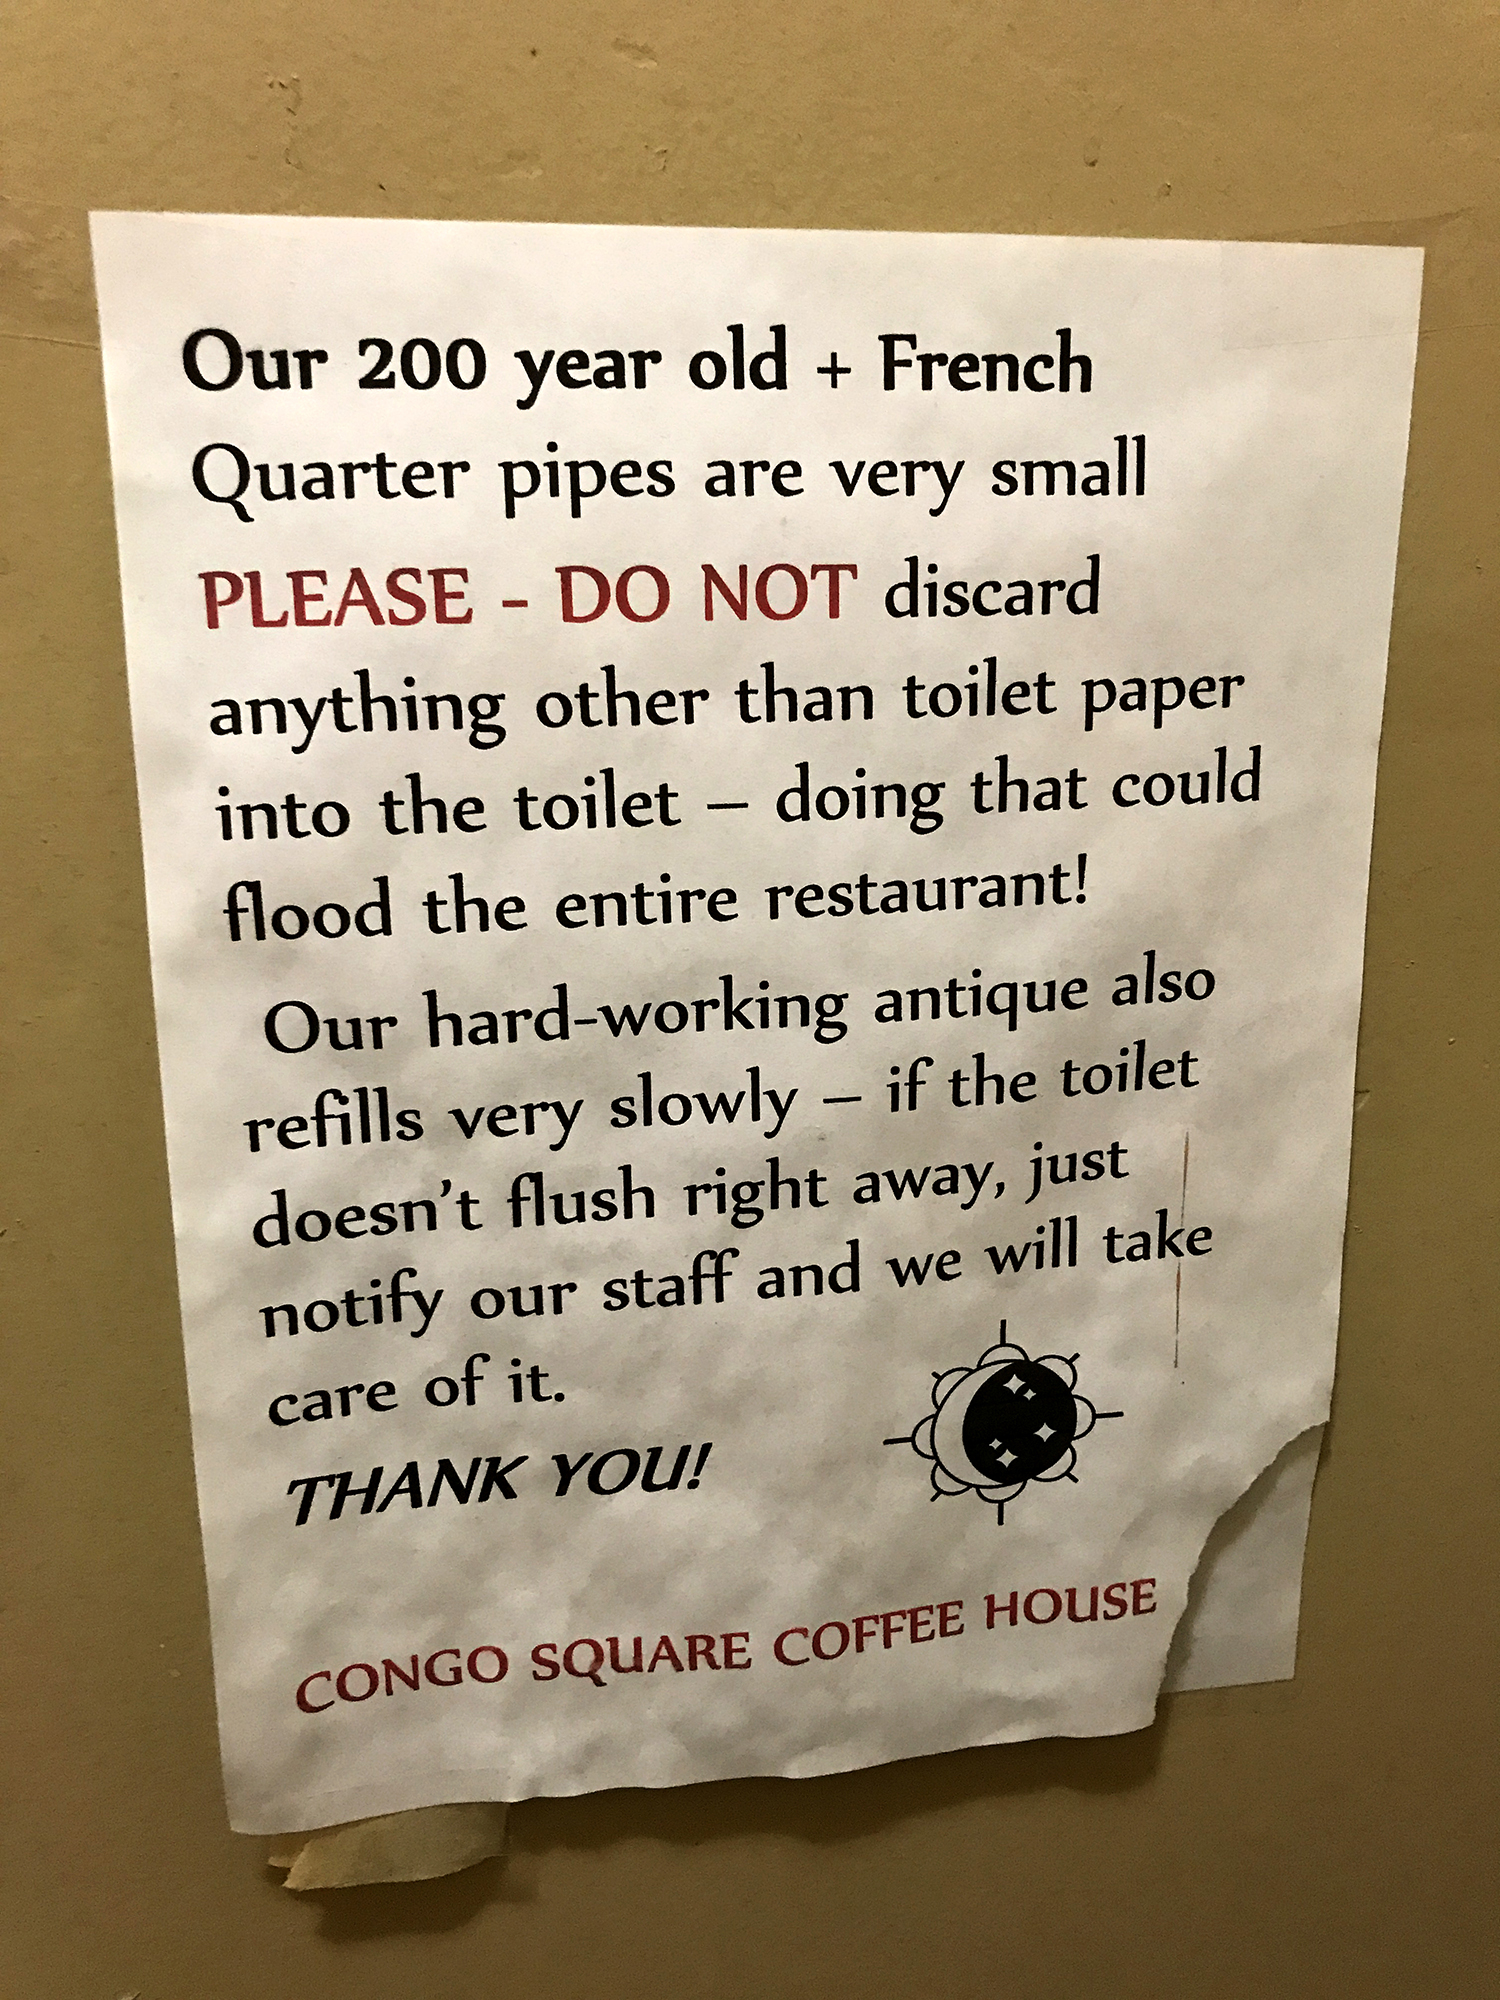 Our 200 year old + French
Quarter pipes are very small
PLEASE - DO NOT discard
anything other than toilet paper
into the toilet – doing that could
flood the entire restaurant!
Our hard-working antique also
refills very slowly – if the toilet
doesn't flush right away, just
notify our staff and we will take
care of it.
THANK YOU!
CONGO SQUARE COFFEE HOUSE